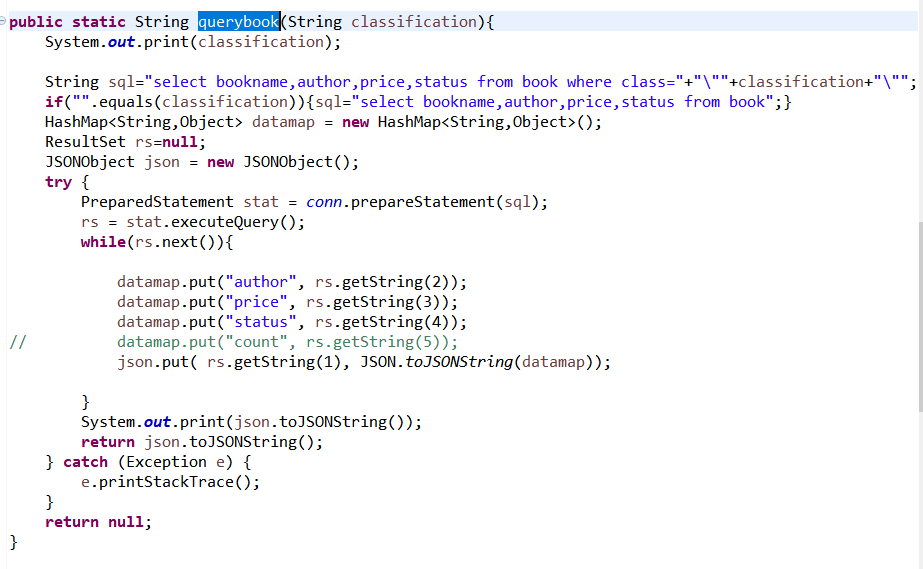 public static String querybook(String classification){
    System.out.print(classification);

    String sql="select bookname,author,price,status from book where class="+"\""+classification+"\"";
    if("".equals(classification)){sql="select bookname,author,price,status from book";}
    HashMap<String,Object> datamap = new HashMap<String,Object>();
    ResultSet rs=null;
    JSONObject json = new JSONObject();
    try {
        PreparedStatement stat = conn.prepareStatement(sql);
        rs = stat.executeQuery();
        while(rs.next()){

            datamap.put("author", rs.getString(2));
            datamap.put("price", rs.getString(3));
            datamap.put("status", rs.getString(4));
//          datamap.put("count", rs.getString(5));
            json.put( rs.getString(1), JSON.toJSONString(datamap));

        }
        System.out.print(json.toJSONString());
        return json.toJSONString();
    } catch (Exception e) {
        e.printStackTrace();
    }
    return null;
}